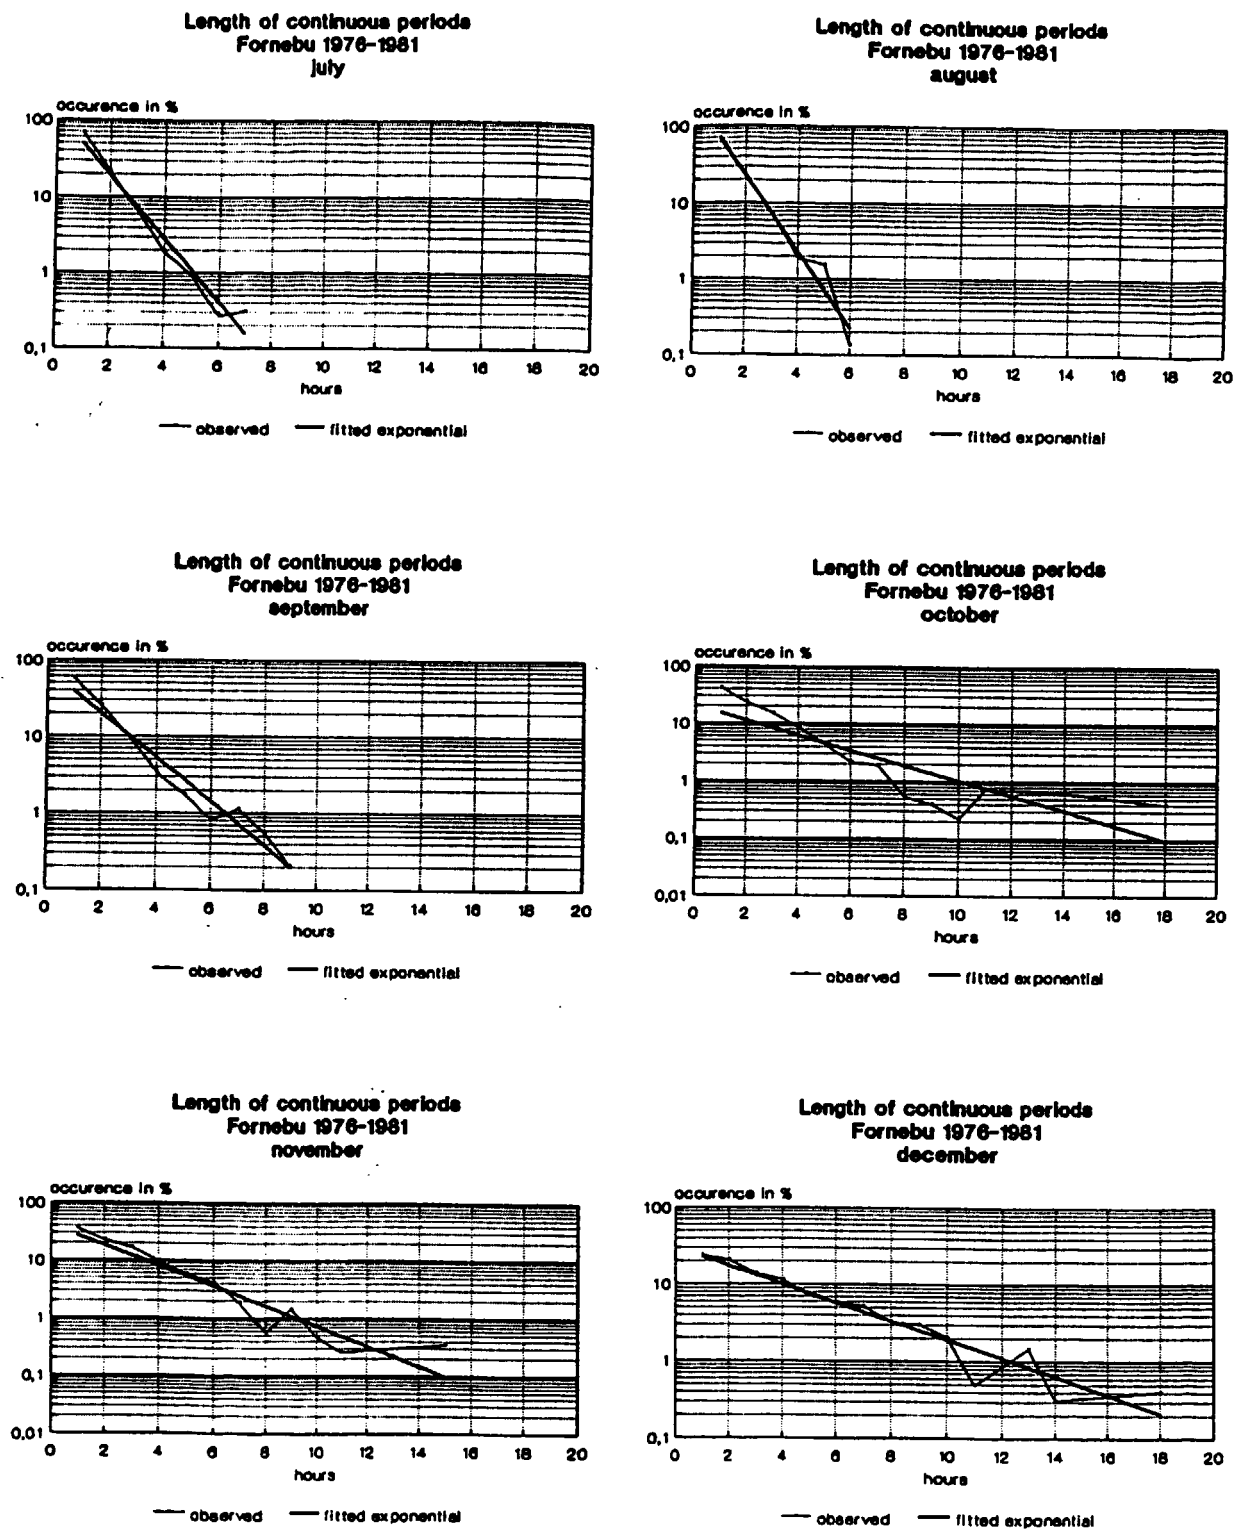 Length of continuous periods
Fornebu 1976-1981
july
occurence in %
100
10
1
0,1
0 2 4 6 8 10 12 14 16 18 20
hours
observed fitted exponential
Length of continuous periods
Fornebu 1976-1981
august
occurence in %
100
10
1
0,1
0 2 4 6 8 10 12 14 16 18 20
hours
observed fitted exponential
Length of continuous periods
Fornebu 1976-1981
september
occurence in %
100
10
1
0,1
0 2 4 6 8 10 12 14 16 18 20
hours
observed fitted exponential
Length of continuous periods
Fornebu 1976-1981
october
occurence in %
100
10
1
0,1
0,01
0 2 4 6 8 10 12 14 16 18 20
hours
observed fitted exponential
Length of continuous periods
Fornebu 1976-1981
november
occurence in %
100
10
1
0,1
0,01
0 2 4 6 8 10 12 14 16 18 20
hours
observed fitted exponential
Length of continuous periods
Fornebu 1976-1981
december
occurence in %
100
10
1
0,1
0 2 4 6 8 10 12 14 16 18 20
hours
observed fitted exponential